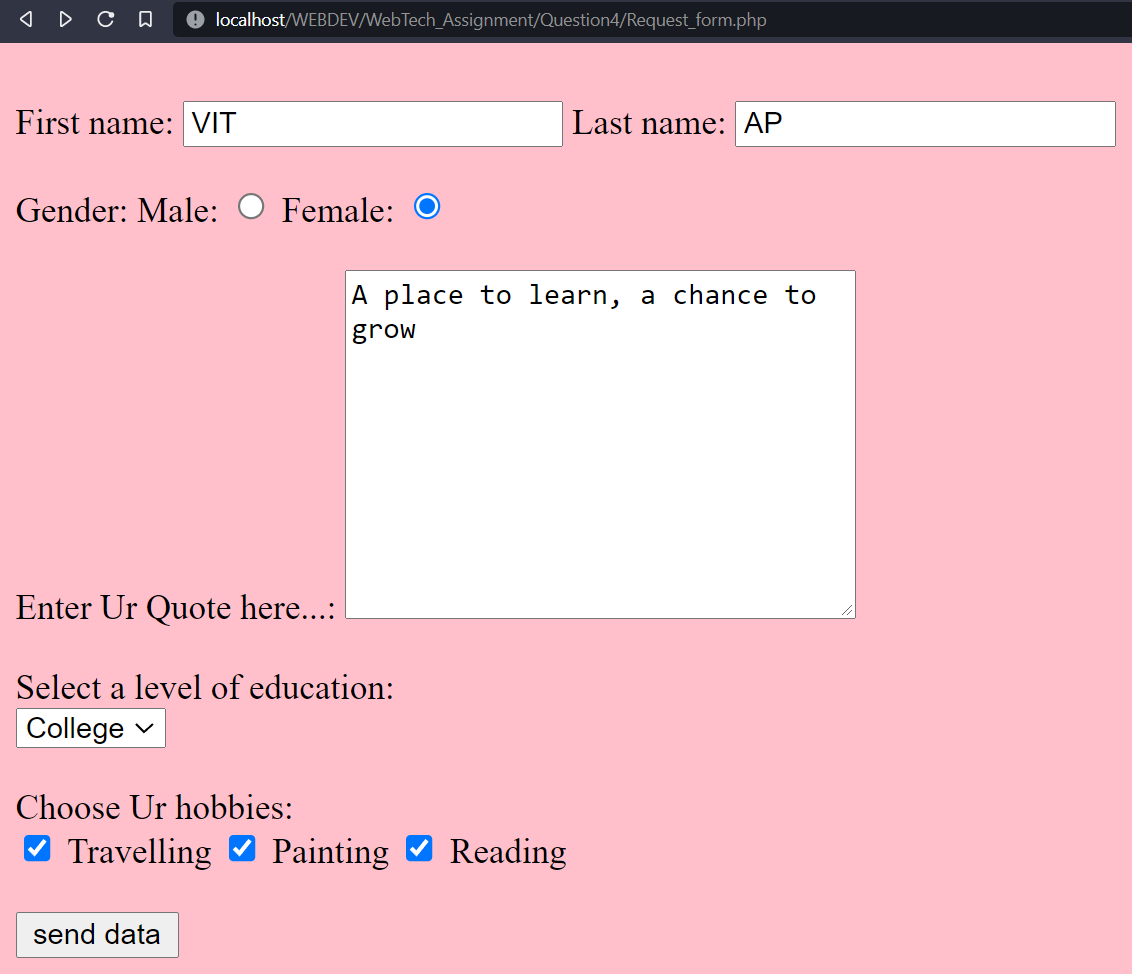 localhost/WEBDEV/WebTech_Assignment/Question4/Request_form.php
First name: VIT Last name: AP
Gender: Male: Female:
A place to learn, a chance to
grow
Enter Ur Quote here...:
Select a level of education:
College
Choose Ur hobbies:
Travelling Painting Reading
send data